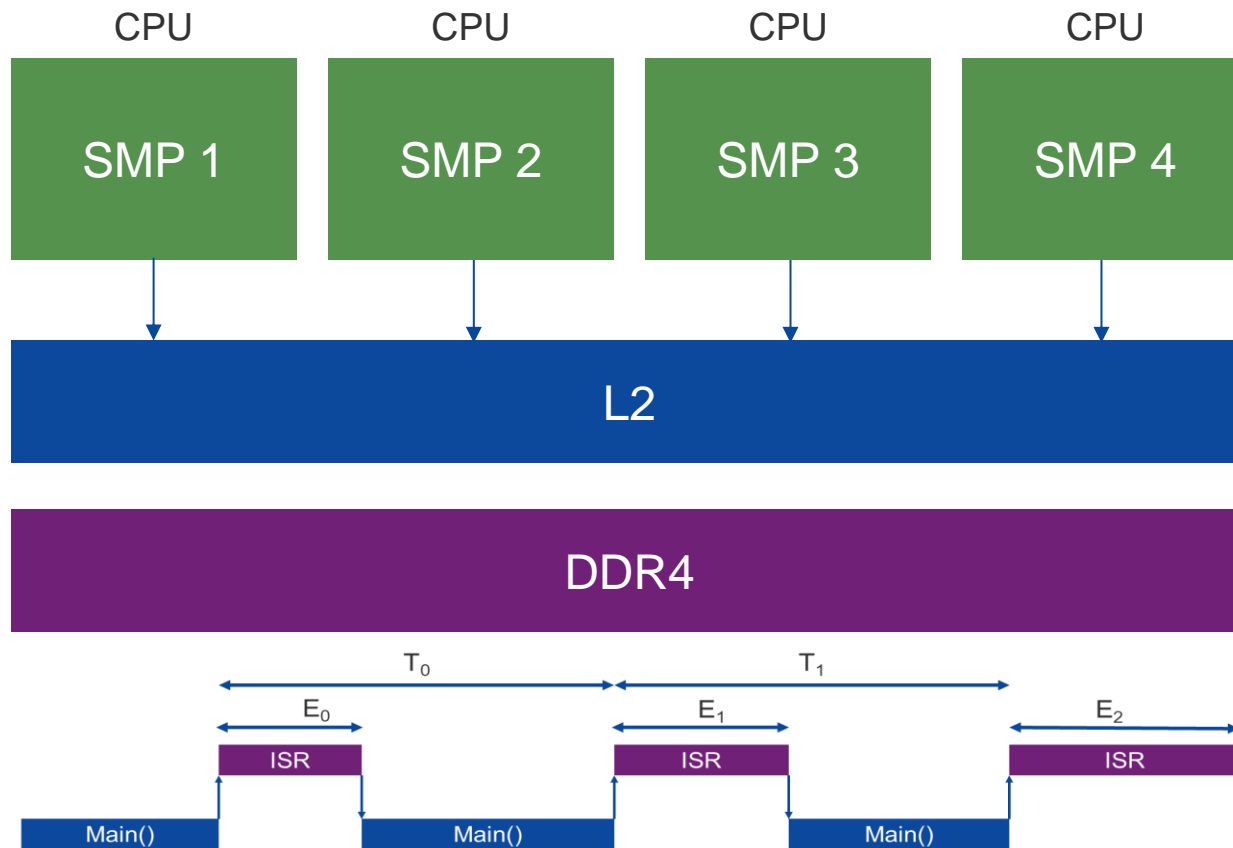 CPU CPU CPU CPU
SMP 1 SMP 2 SMP 3 SMP 4
L2
DDR4
T₀ T₁
E₀ E₁ E₂
ISR ISR ISR
Main() Main() Main()